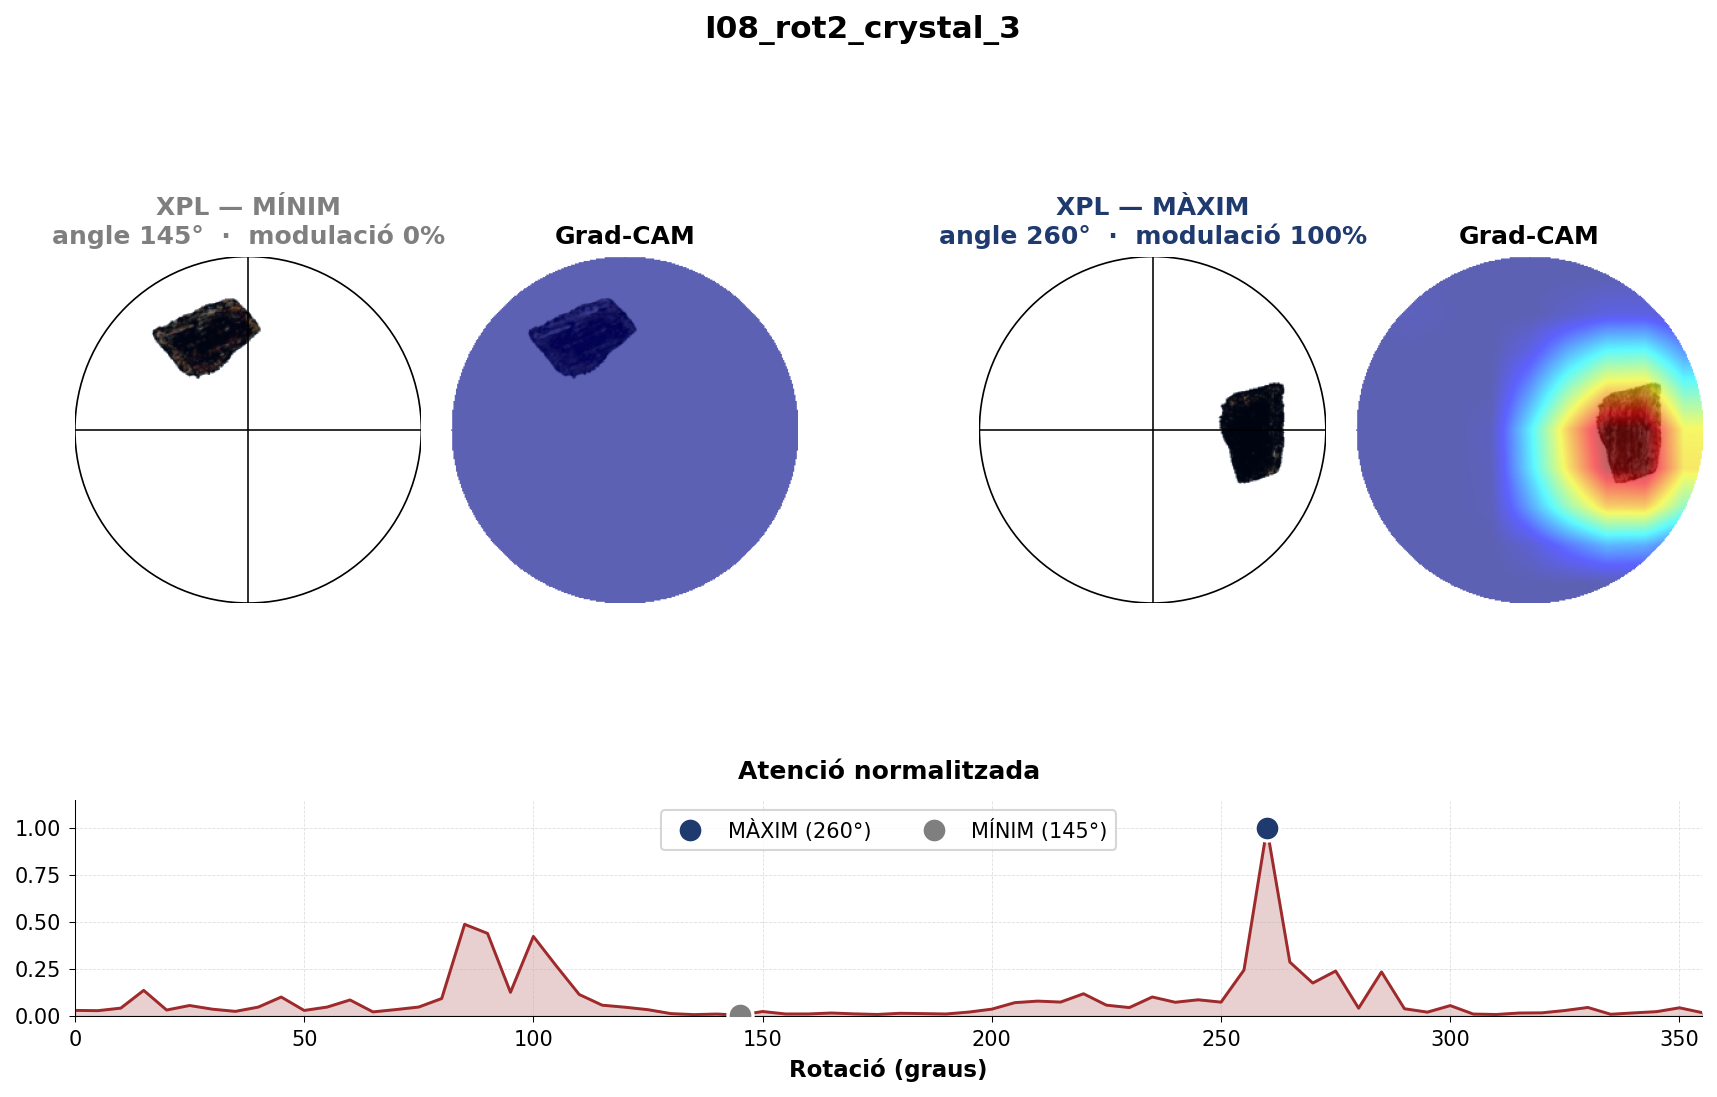 I08_rot2_crystal_3
XPL — MÍNIM
angle 145°  ·  modulació 0%
Grad-CAM
XPL — MÀXIM
angle 260°  ·  modulació 100%
Grad-CAM
Atenció normalitzada
MÀXIM (260°)
MÍNIM (145°)
1.00
0.75
0.50
0.25
0.00
0
50
100
150
200
250
300
350
Rotació (graus)